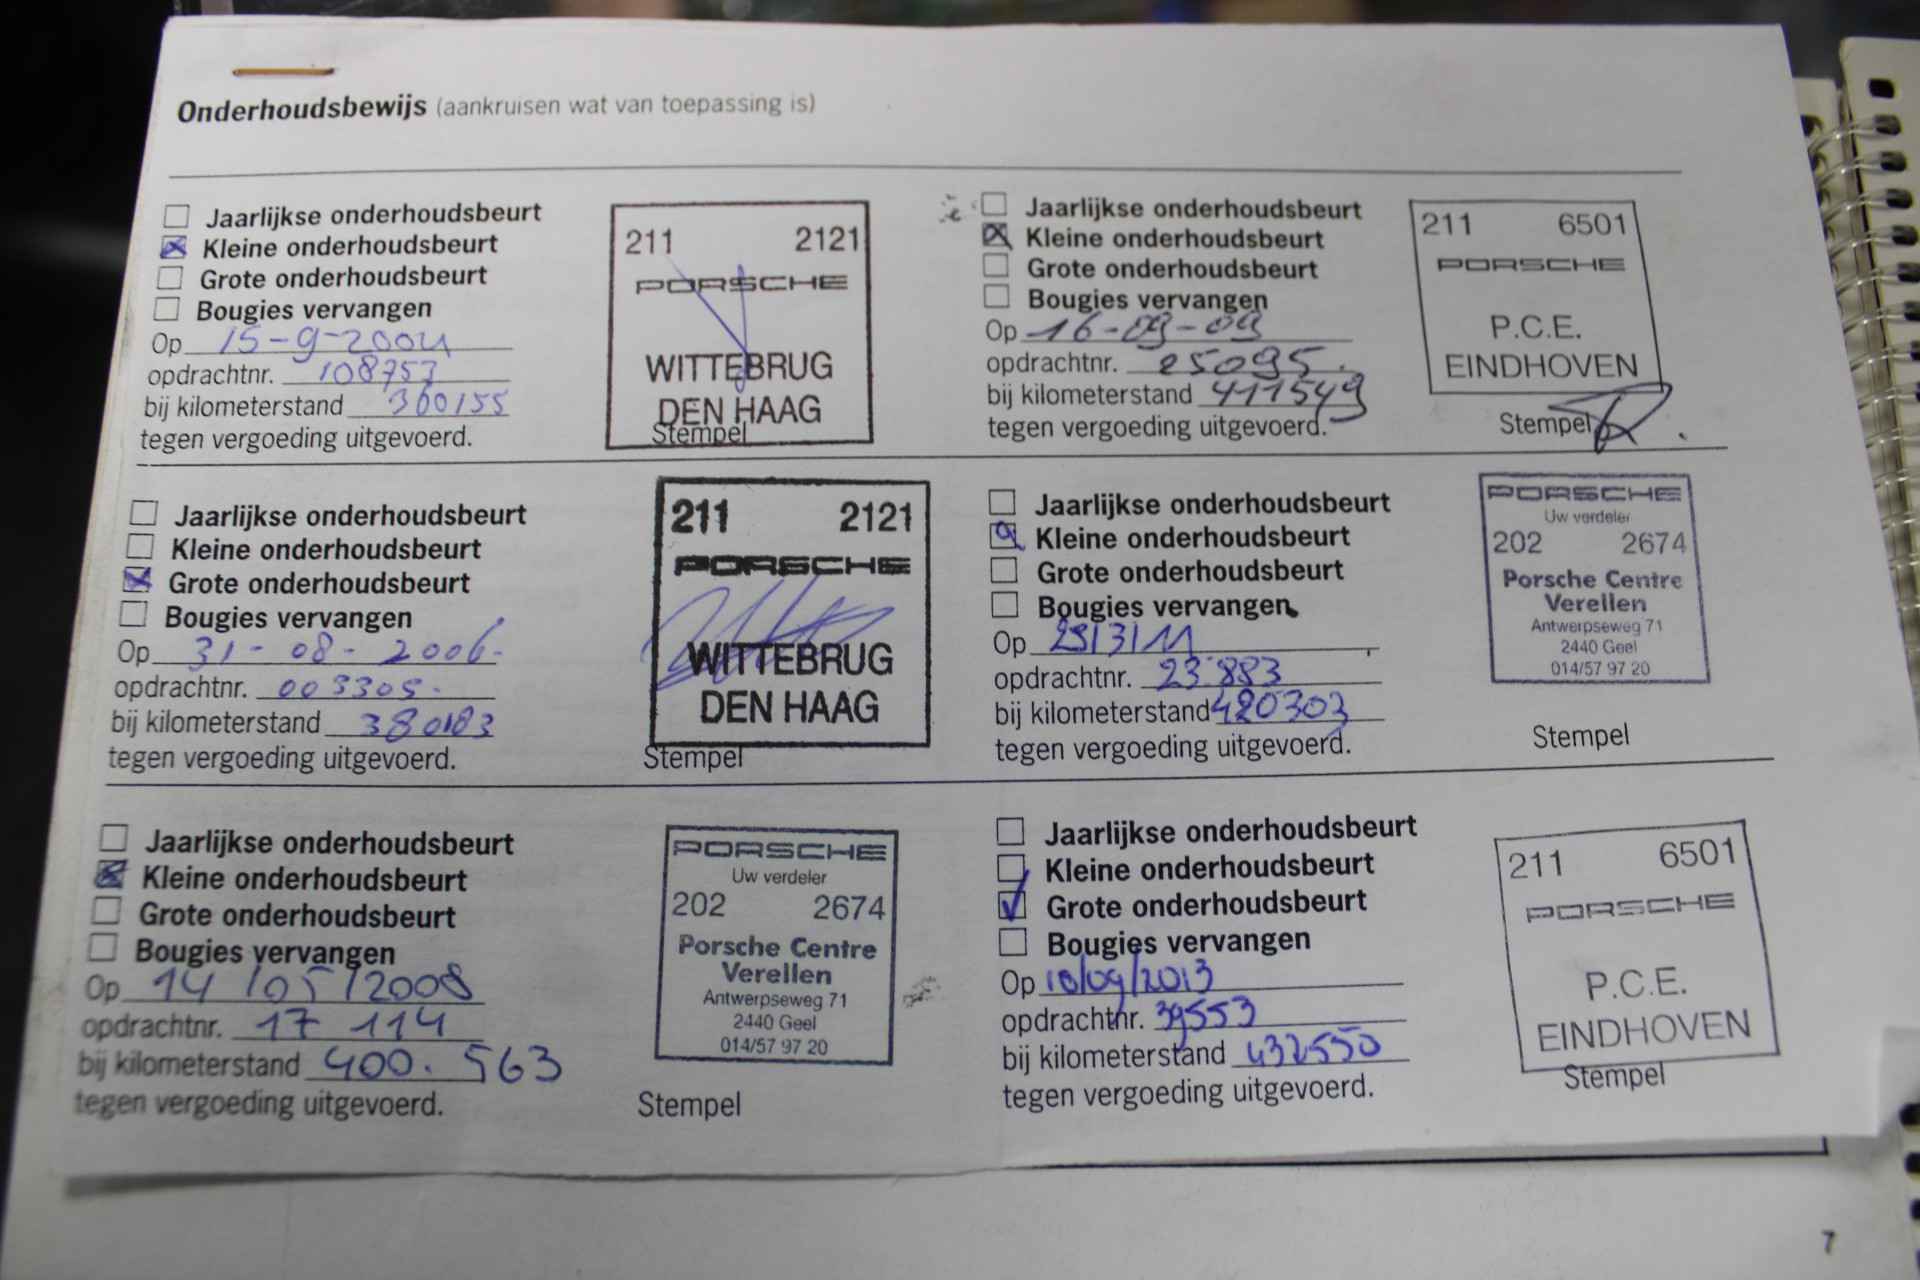 Onderhoudsbewijs (aankruisen wat van toepassing is)
Jaarlijkse onderhoudsbeurt
Kleine onderhoudsbeurt
Grote onderhoudsbeurt
Bougies vervangen
Op 15-9-2004
opdrachtnr. 108753
bij kilometerstand 360155
tegen vergoeding uitgevoerd.
211 2121
PORSCHE
WITTEBRUG
DEN HAAG
Stempel
Jaarlijkse onderhoudsbeurt
Kleine onderhoudsbeurt
Grote onderhoudsbeurt
Bougies vervangen
Op 16-09-09
opdrachtnr. 25095.
bij kilometerstand 411549
tegen vergoeding uitgevoerd.
211 6501
PORSCHE
P.C.E.
EINDHOVEN
Stempel
Jaarlijkse onderhoudsbeurt
Kleine onderhoudsbeurt
Grote onderhoudsbeurt
Bougies vervangen
Op 31-08-2006.
opdrachtnr. 003305.
bij kilometerstand 380183
tegen vergoeding uitgevoerd.
211 2121
PORSCHE
WITTEBRUG
DEN HAAG
Stempel
Jaarlijkse onderhoudsbeurt
Kleine onderhoudsbeurt
Grote onderhoudsbeurt
Bougies vervangen
Op
opdrachtnr. 23883
bij kilometerstand 420303
tegen vergoeding uitgevoerd.
PORSCHE
Uw verdeler
202 2674
Porsche Centre
Verellen
Antwerpseweg 71
2440 Geel
014/57 97 20
Stempel
Jaarlijkse onderhoudsbeurt
Kleine onderhoudsbeurt
Grote onderhoudsbeurt
Bougies vervangen
Op 14/05/2008
opdrachtnr. 17 114
bij kilometerstand 400.563
tegen vergoeding uitgevoerd.
PORSCHE
Uw verdeler
202 2674
Porsche Centre
Verellen
Antwerpseweg 71
2440 Geel
014/57 97 20
Stempel
Jaarlijkse onderhoudsbeurt
Kleine onderhoudsbeurt
Grote onderhoudsbeurt
Bougies vervangen
Op 10/09/2013
opdrachtnr. 39553
bij kilometerstand 432550
tegen vergoeding uitgevoerd.
211 6501
PORSCHE
P.C.E.
EINDHOVEN
Stempel
7